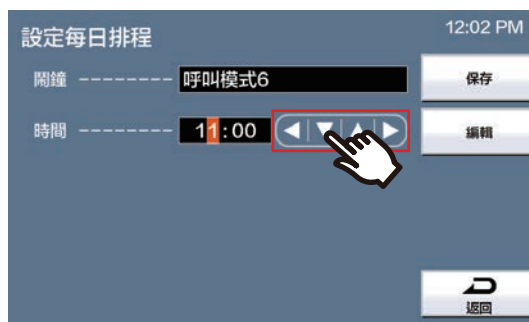 設定每日排程
12:02 PM
鬧鐘 -------- 呼叫模式6
保存
時間 -------- 11:00
編輯
返回